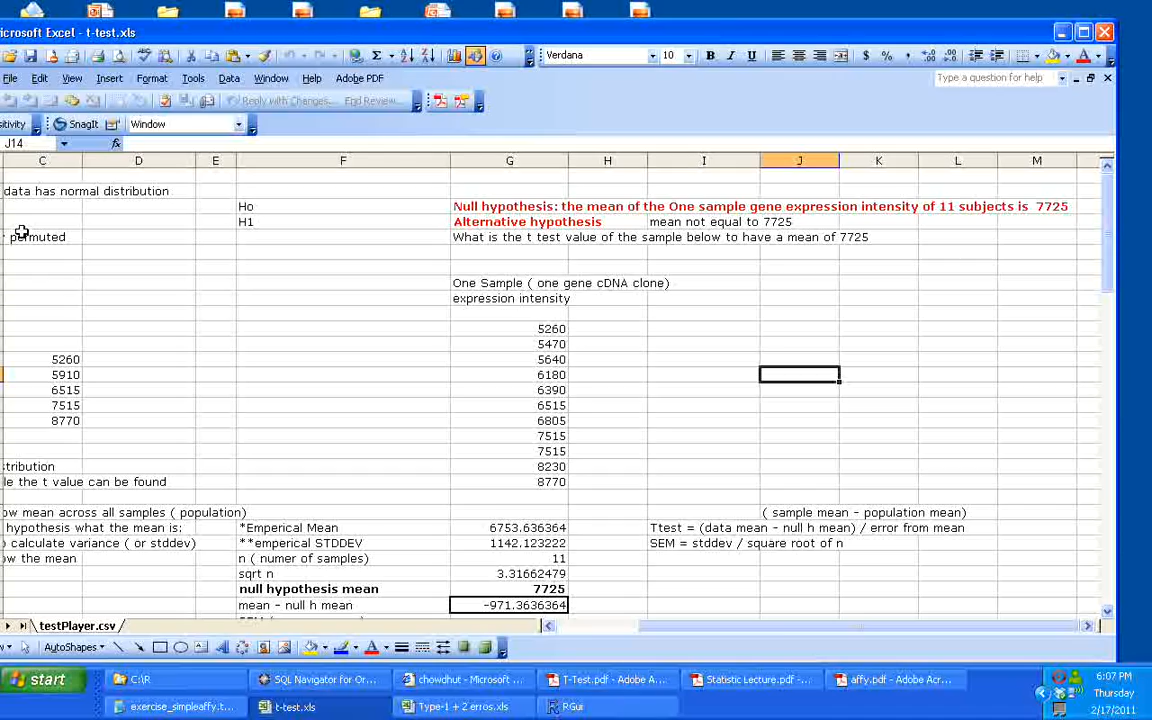 icrosoft Excel - t-test.xls
File Edit View Insert Format Tools Data Window Help Adobe PDF
Type a question for help
Verdana 10 B I U
Reply with Changes... End Review...
sitivity SnagIt Window
J14 fx
C D E F G H I J K L M
data has normal distribution
Ho Null hypothesis: the mean of the One sample gene expression intensity of 11 subjects is 7725
H1 Alternative hypothesis mean not equal to 7725
permuted What is the t test value of the sample below to have a mean of 7725
One Sample ( one gene cDNA clone)
expression intensity
5260
5470
5260 5640
5910 6180
6515 6390
7515 6515
8770 6805
7515
7515
stribution 8230
le the t value can be found 8770
ow mean across all samples ( population) ( sample mean - population mean)
hypothesis what the mean is: *Emperical Mean 6753.636364 Ttest = (data mean - null h mean) / error from mean
calculate variance ( or stddev) **emperical STDDEV 1142.123222 SEM = stddev / square root of n
ow the mean n ( numer of samples) 11
sqrt n 3.31662479
null hypothesis mean 7725
mean - null h mean -971.3636364
testPlayer.csv
AutoShapes
start C:\R SQL Navigator for Or... chowdhut - Microsoft ... T-Test.pdf - Adobe A... Statistic Lecture.pdf -... affy.pdf - Adobe Acr... 6:07 PM
Thursday
exercise_simpleaffy.t... t-test.xls Type-1 + 2 erros.xls RGui 2/17/2011